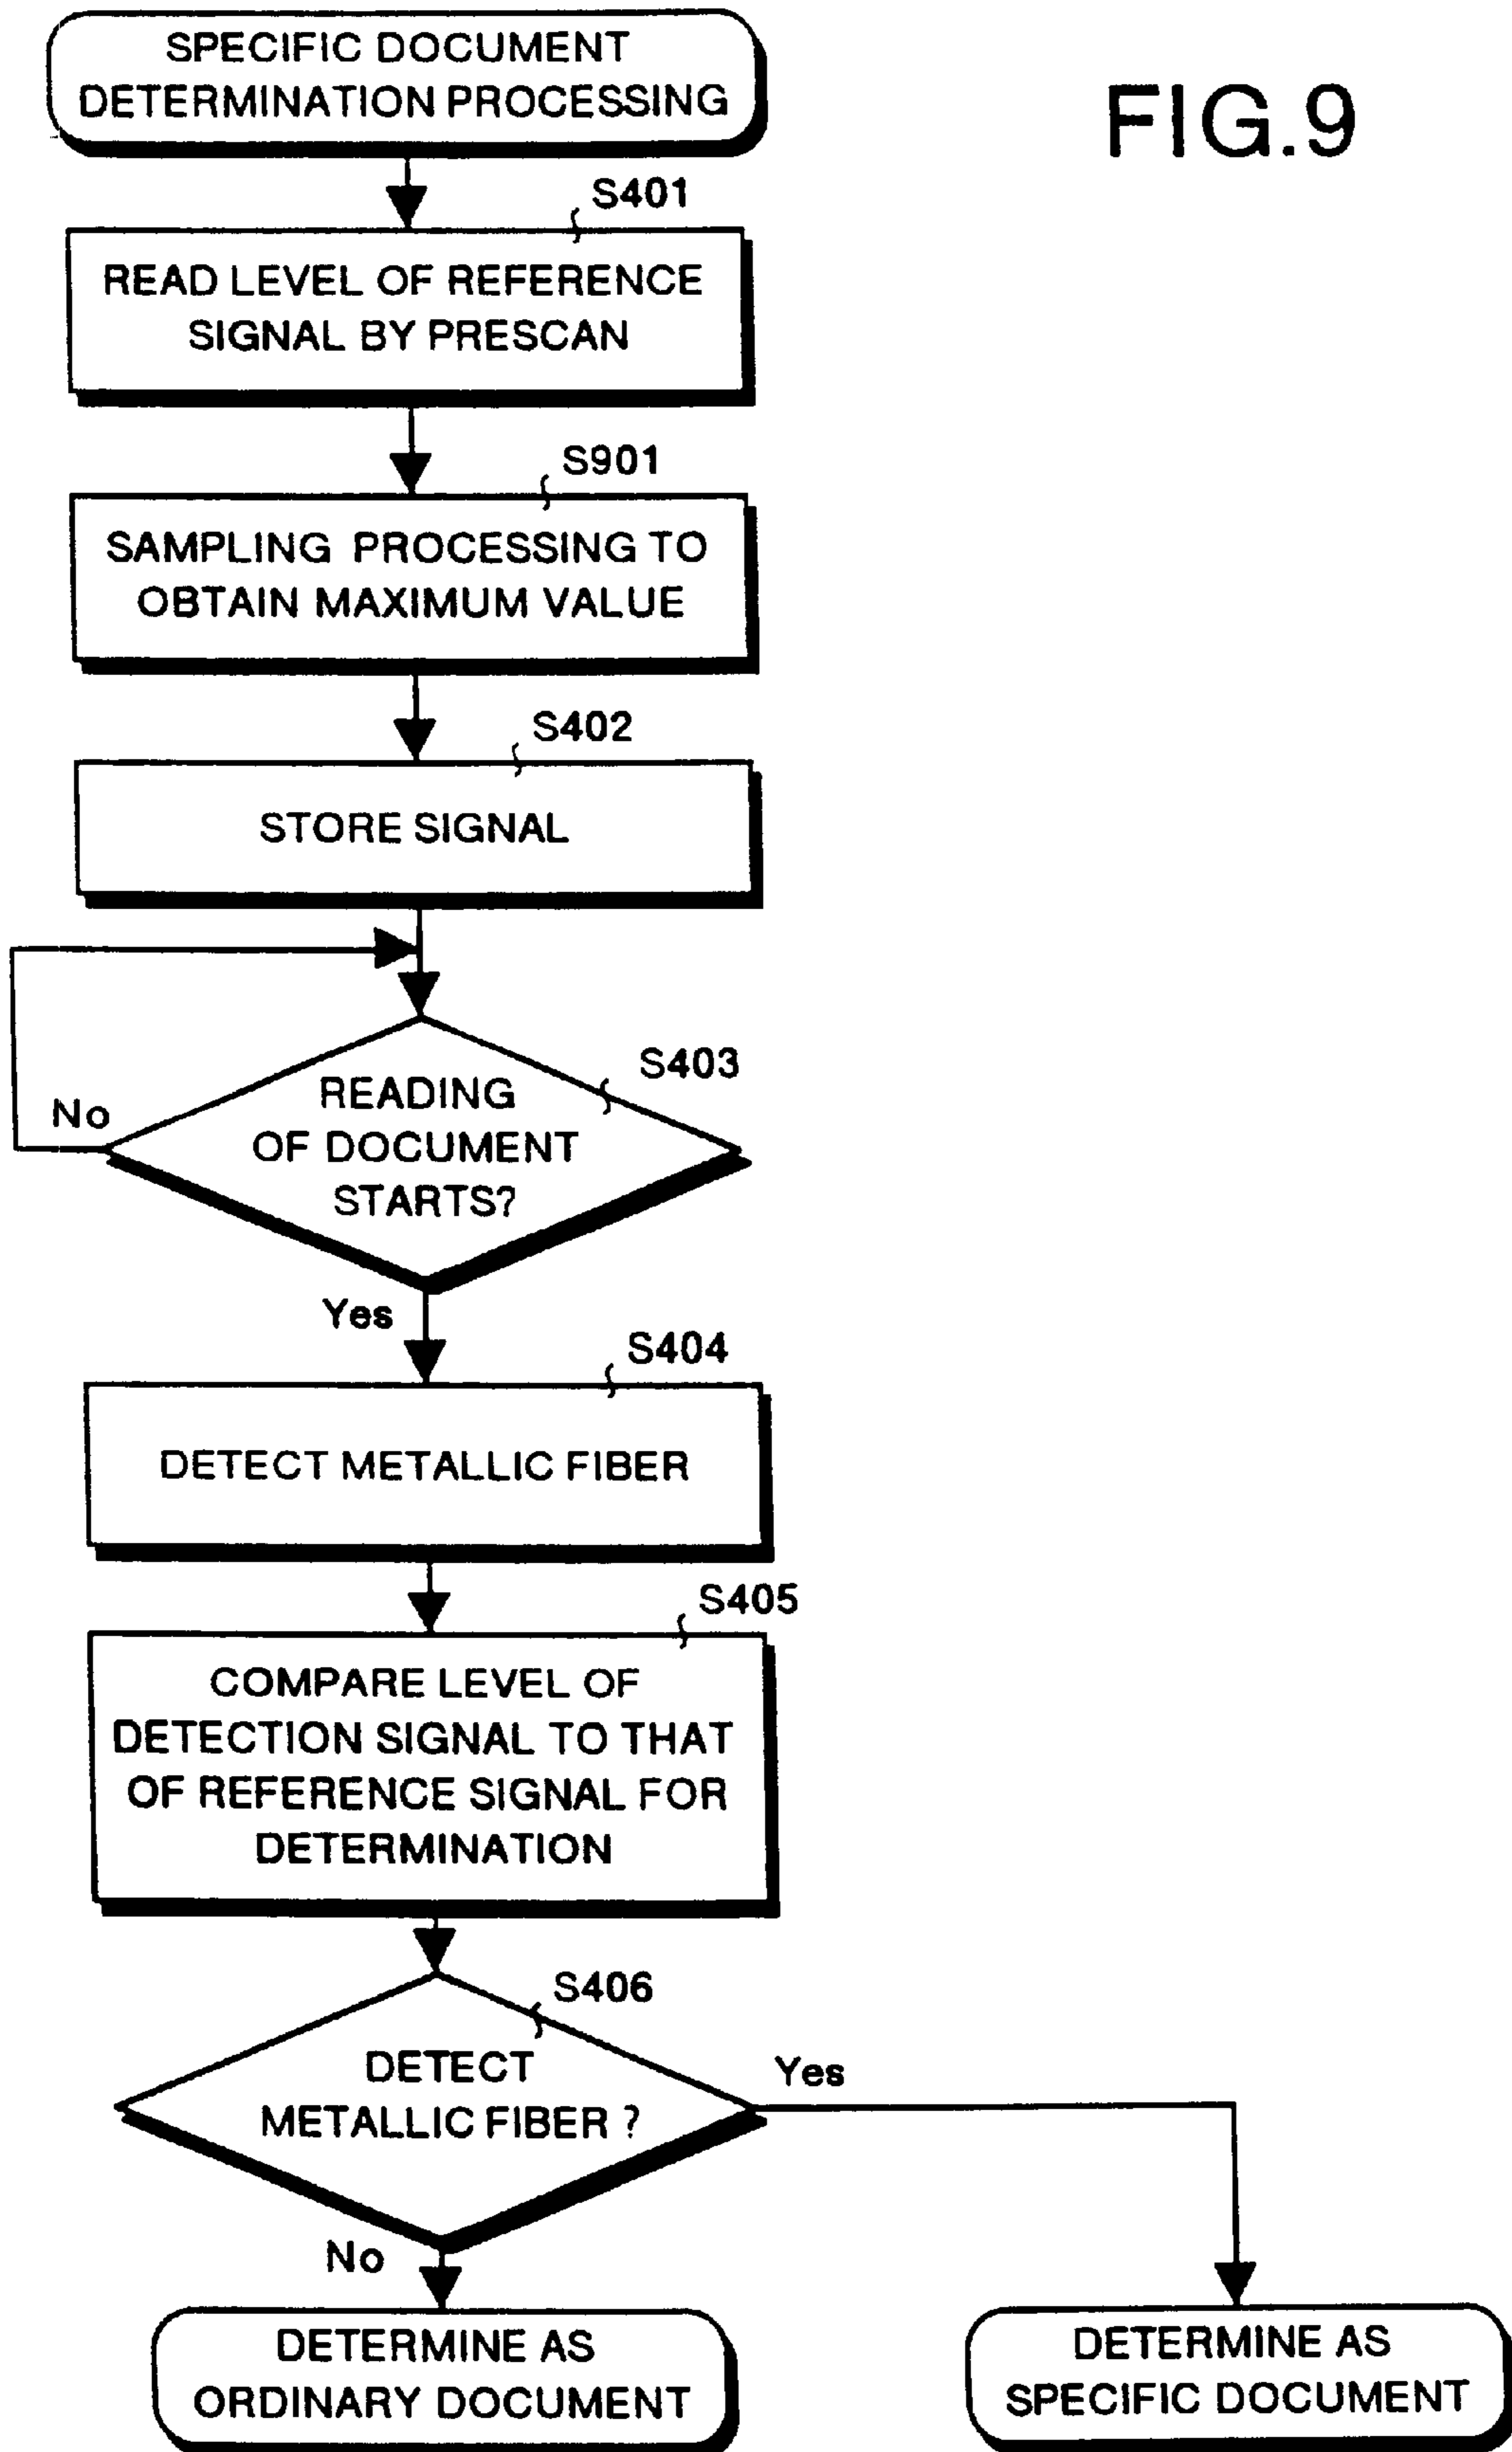 SPECIFIC DOCUMENT
DETERMINATION PROCESSING
FIG.9
S401
READ LEVEL OF REFERENCE
SIGNAL BY PRESCAN
S901
SAMPLING PROCESSING TO
OBTAIN MAXIMUM VALUE
S402
STORE SIGNAL
S403
READING
OF DOCUMENT
STARTS?
No
Yes
S404
DETECT METALLIC FIBER
S405
COMPARE LEVEL OF
DETECTION SIGNAL TO THAT
OF REFERENCE SIGNAL FOR
DETERMINATION
S406
DETECT
METALLIC FIBER ?
Yes
No
DETERMINE AS
ORDINARY DOCUMENT
DETERMINE AS
SPECIFIC DOCUMENT